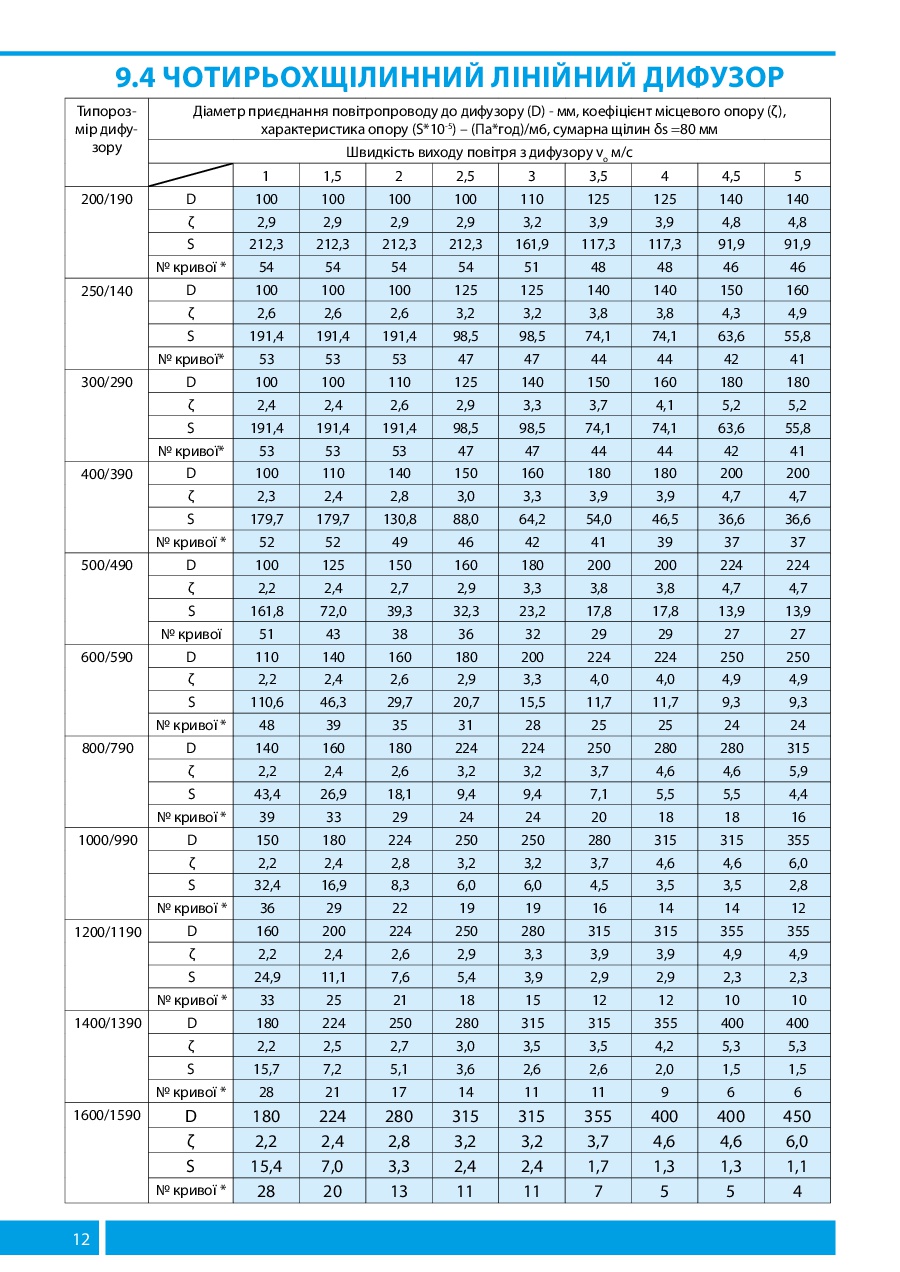 9.4 ЧОТИРЬОХЩІЛИННИЙ ЛІНІЙНИЙ ДИФУЗОР
Типороз-
мір дифу-
зору
Діаметр приєднання повітропроводу до дифузору (D) - мм, коефіцієнт місцевого опору (ζ),
характеристика опору (S*10-5) – (Па*год)/м6, сумарна щілин δs =80 мм
Швидкість виходу повітря з дифузору vo м/с
1 1,5 2 2,5 3 3,5 4 4,5 5
200/190 D 100 100 100 100 110 125 125 140 140
ζ 2,9 2,9 2,9 2,9 3,2 3,9 3,9 4,8 4,8
S 212,3 212,3 212,3 212,3 161,9 117,3 117,3 91,9 91,9
№ кривої * 54 54 54 54 51 48 48 46 46
250/140 D 100 100 100 125 125 140 140 150 160
ζ 2,6 2,6 2,6 3,2 3,2 3,8 3,8 4,3 4,9
S 191,4 191,4 191,4 98,5 98,5 74,1 74,1 63,6 55,8
№ кривої* 53 53 53 47 47 44 44 42 41
300/290 D 100 100 110 125 140 150 160 180 180
ζ 2,4 2,4 2,6 2,9 3,3 3,7 4,1 5,2 5,2
S 191,4 191,4 191,4 98,5 98,5 74,1 74,1 63,6 55,8
№ кривої* 53 53 53 47 47 44 44 42 41
400/390 D 100 110 140 150 160 180 180 200 200
ζ 2,3 2,4 2,8 3,0 3,3 3,9 3,9 4,7 4,7
S 179,7 179,7 130,8 88,0 64,2 54,0 46,5 36,6 36,6
№ кривої * 52 52 49 46 42 41 39 37 37
500/490 D 100 125 150 160 180 200 200 224 224
ζ 2,2 2,4 2,7 2,9 3,3 3,8 3,8 4,7 4,7
S 161,8 72,0 39,3 32,3 23,2 17,8 17,8 13,9 13,9
№ кривої 51 43 38 36 32 29 29 27 27
600/590 D 110 140 160 180 200 224 224 250 250
ζ 2,2 2,4 2,6 2,9 3,3 4,0 4,0 4,9 4,9
S 110,6 46,3 29,7 20,7 15,5 11,7 11,7 9,3 9,3
№ кривої * 48 39 35 31 28 25 25 24 24
800/790 D 140 160 180 224 224 250 280 280 315
ζ 2,2 2,4 2,6 3,2 3,2 3,7 4,6 4,6 5,9
S 43,4 26,9 18,1 9,4 9,4 7,1 5,5 5,5 4,4
№ кривої * 39 33 29 24 24 20 18 18 16
1000/990 D 150 180 224 250 250 280 315 315 355
ζ 2,2 2,4 2,8 3,2 3,2 3,7 4,6 4,6 6,0
S 32,4 16,9 8,3 6,0 6,0 4,5 3,5 3,5 2,8
№ кривої * 36 29 22 19 19 16 14 14 12
1200/1190 D 160 200 224 250 280 315 315 355 355
ζ 2,2 2,4 2,6 2,9 3,3 3,9 3,9 4,9 4,9
S 24,9 11,1 7,6 5,4 3,9 2,9 2,9 2,3 2,3
№ кривої * 33 25 21 18 15 12 12 10 10
1400/1390 D 180 224 250 280 315 315 355 400 400
ζ 2,2 2,5 2,7 3,0 3,5 3,5 4,2 5,3 5,3
S 15,7 7,2 5,1 3,6 2,6 2,6 2,0 1,5 1,5
№ кривої * 28 21 17 14 11 11 9 6 6
1600/1590 D 180 224 280 315 315 355 400 400 450
ζ 2,2 2,4 2,8 3,2 3,2 3,7 4,6 4,6 6,0
S 15,4 7,0 3,3 2,4 2,4 1,7 1,3 1,3 1,1
№ кривої * 28 20 13 11 11 7 5 5 4
12